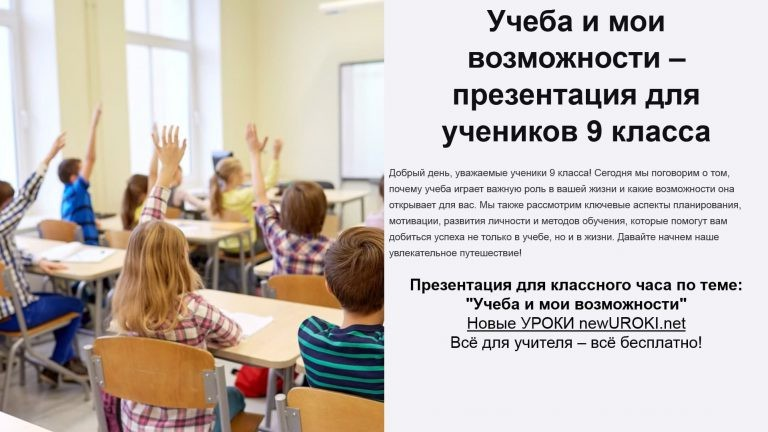 Учеба и мои
возможности –
презентация для
учеников 9 класса
Добрый день, уважаемые ученики 9 класса! Сегодня мы поговорим о том,
почему учеба играет важную роль в вашей жизни и какие возможности она
открывает для вас. Мы также рассмотрим ключевые аспекты планирования,
мотивации, развития личности и методов обучения, которые помогут вам
добиться успеха не только в учебе, но и в жизни. Давайте начнем наше
увлекательное путешествие!
Презентация для классного часа по теме:
"Учеба и мои возможности"
Новые УРОКИ newUROKI.net
Всё для учителя – всё бесплатно!